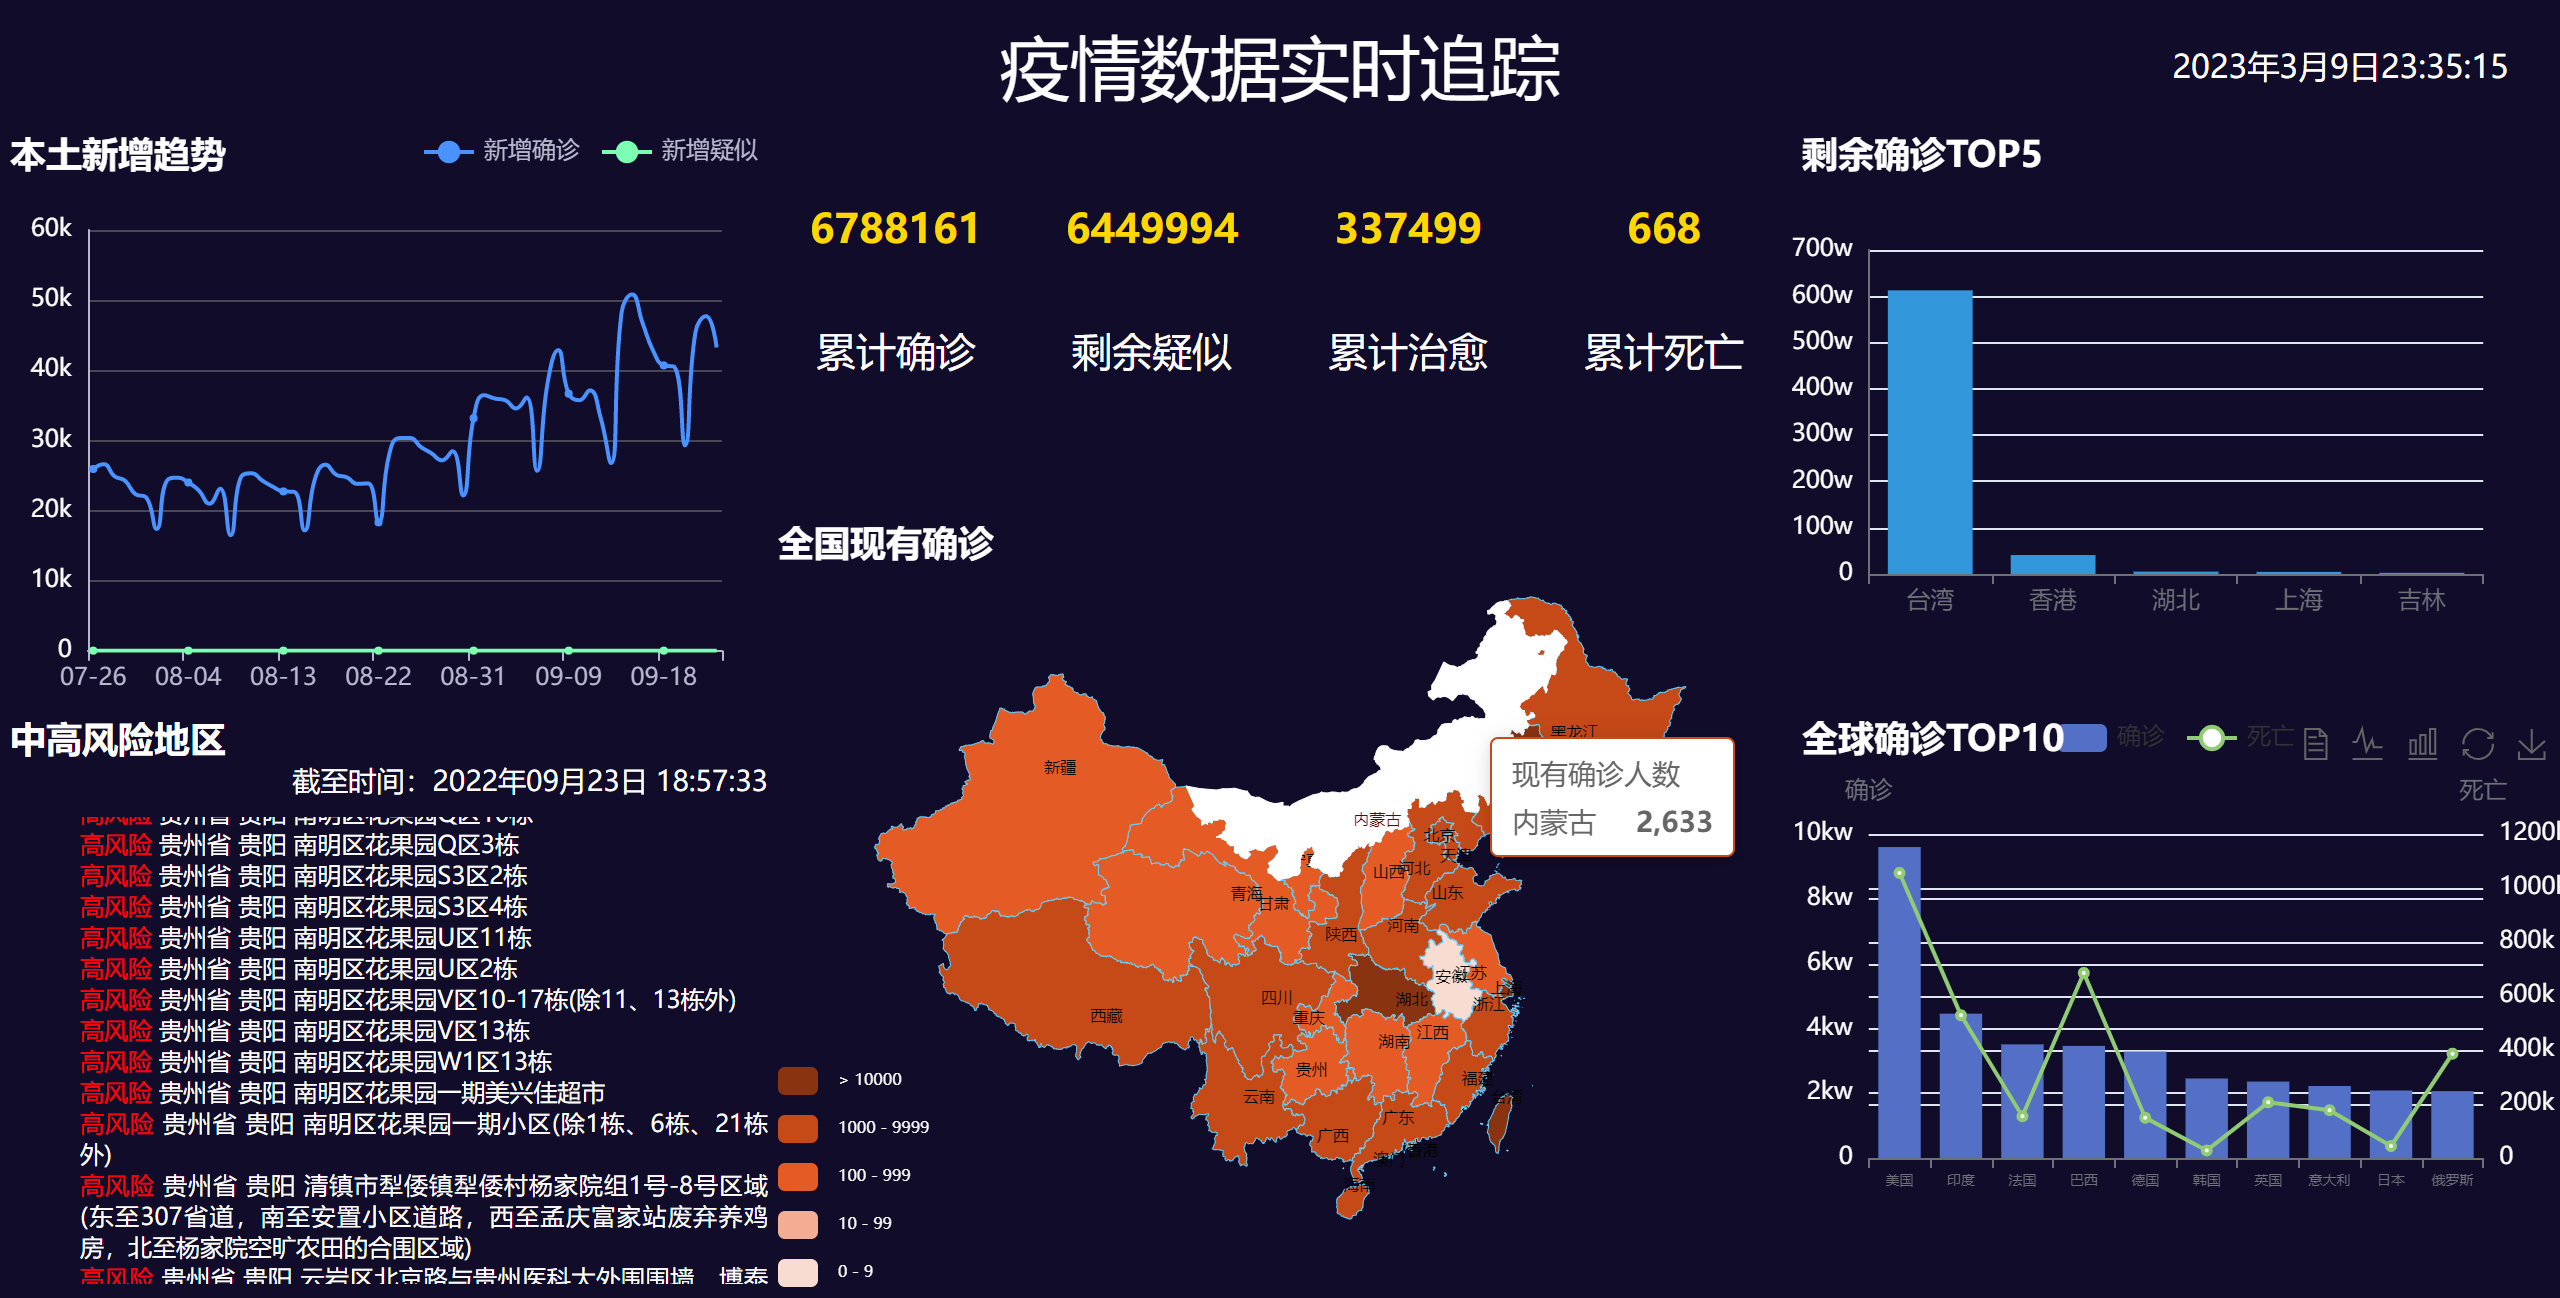 疫情数据实时追踪
2023年3月9日23:35:15
本土新增趋势
新增确诊 新增疑似
60k
50k
40k
30k
20k
10k
0
07-26 08-04 08-13 08-22 08-31 09-09 09-18
中高风险地区
截至时间：2022年09月23日 18:57:33
高风险 贵州省 贵阳 南明区花果园Q区3栋
高风险 贵州省 贵阳 南明区花果园S3区2栋
高风险 贵州省 贵阳 南明区花果园S3区4栋
高风险 贵州省 贵阳 南明区花果园U区11栋
高风险 贵州省 贵阳 南明区花果园U区2栋
高风险 贵州省 贵阳 南明区花果园V区10-17栋(除11、13栋外)
高风险 贵州省 贵阳 南明区花果园V区13栋
高风险 贵州省 贵阳 南明区花果园W1区13栋
高风险 贵州省 贵阳 南明区花果园一期美兴佳超市
高风险 贵州省 贵阳 南明区花果园一期小区(除1栋、6栋、21栋
外)
高风险 贵州省 贵阳 清镇市犁倭镇犁倭村杨家院组1号-8号区域
(东至307省道，南至安置小区道路，西至孟庆富家站废弃养鸡
房，北至杨家院空旷农田的合围区域)
高风险 贵州省 贵阳 云岩区北京路与贵州医科大外围围墙、博泰
6788161 6449994 337499 668
累计确诊 剩余疑似 累计治愈 累计死亡
全国现有确诊
黑龙江
新疆
现有确诊人数
内蒙古 2,633
内蒙古
北京
天津
山西
河北
青海
甘肃
山东
河南
陕西
安徽
江苏
上海
四川
湖北
浙江
重庆
西藏
江西
湖南
贵州
福建
云南
台湾
广东
广西
香港
澳门
海南
> 10000
1000 - 9999
100 - 999
10 - 99
0 - 9
剩余确诊TOP5
700w
600w
500w
400w
300w
200w
100w
0
台湾 香港 湖北 上海 吉林
全球确诊TOP10
确诊 死亡
确诊 死亡
10kw
8kw
6kw
4kw
2kw
0
800k
600k
400k
200k
0
美国 印度 法国 巴西 德国 韩国 英国 意大利 日本 俄罗斯